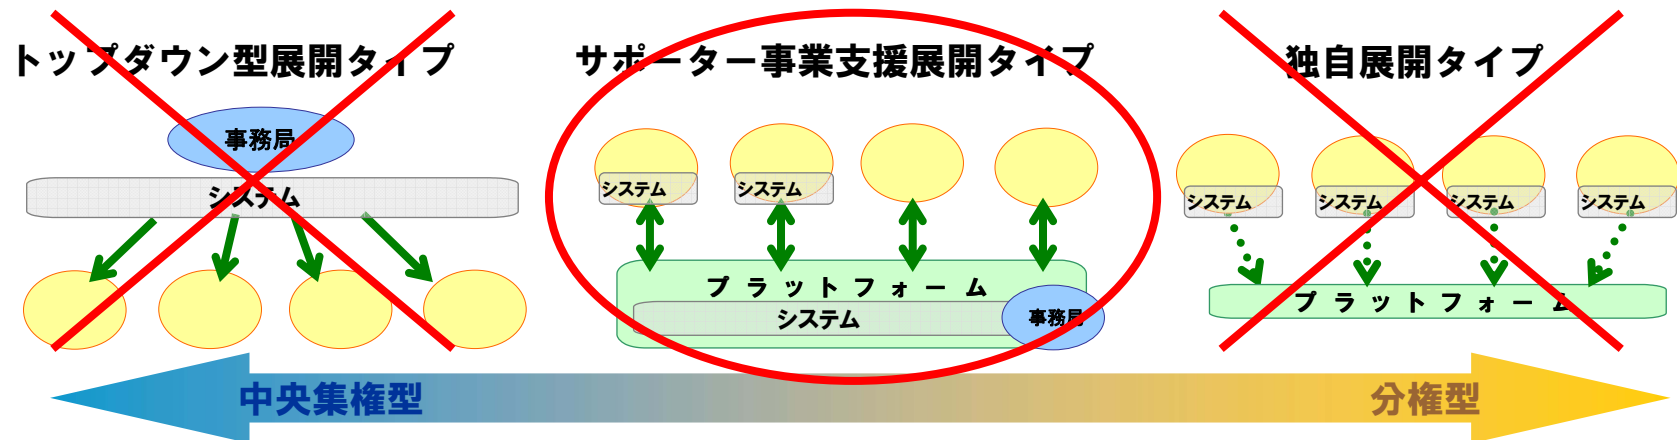 トップダウン型展開タイプ
事務局
システム
サポーター事業支援展開タイプ
システム
システム
プラットフォーム
システム
事務局
独自展開タイプ
システム
システム
システム
システム
プラットフォーム
中央集権型
分権型